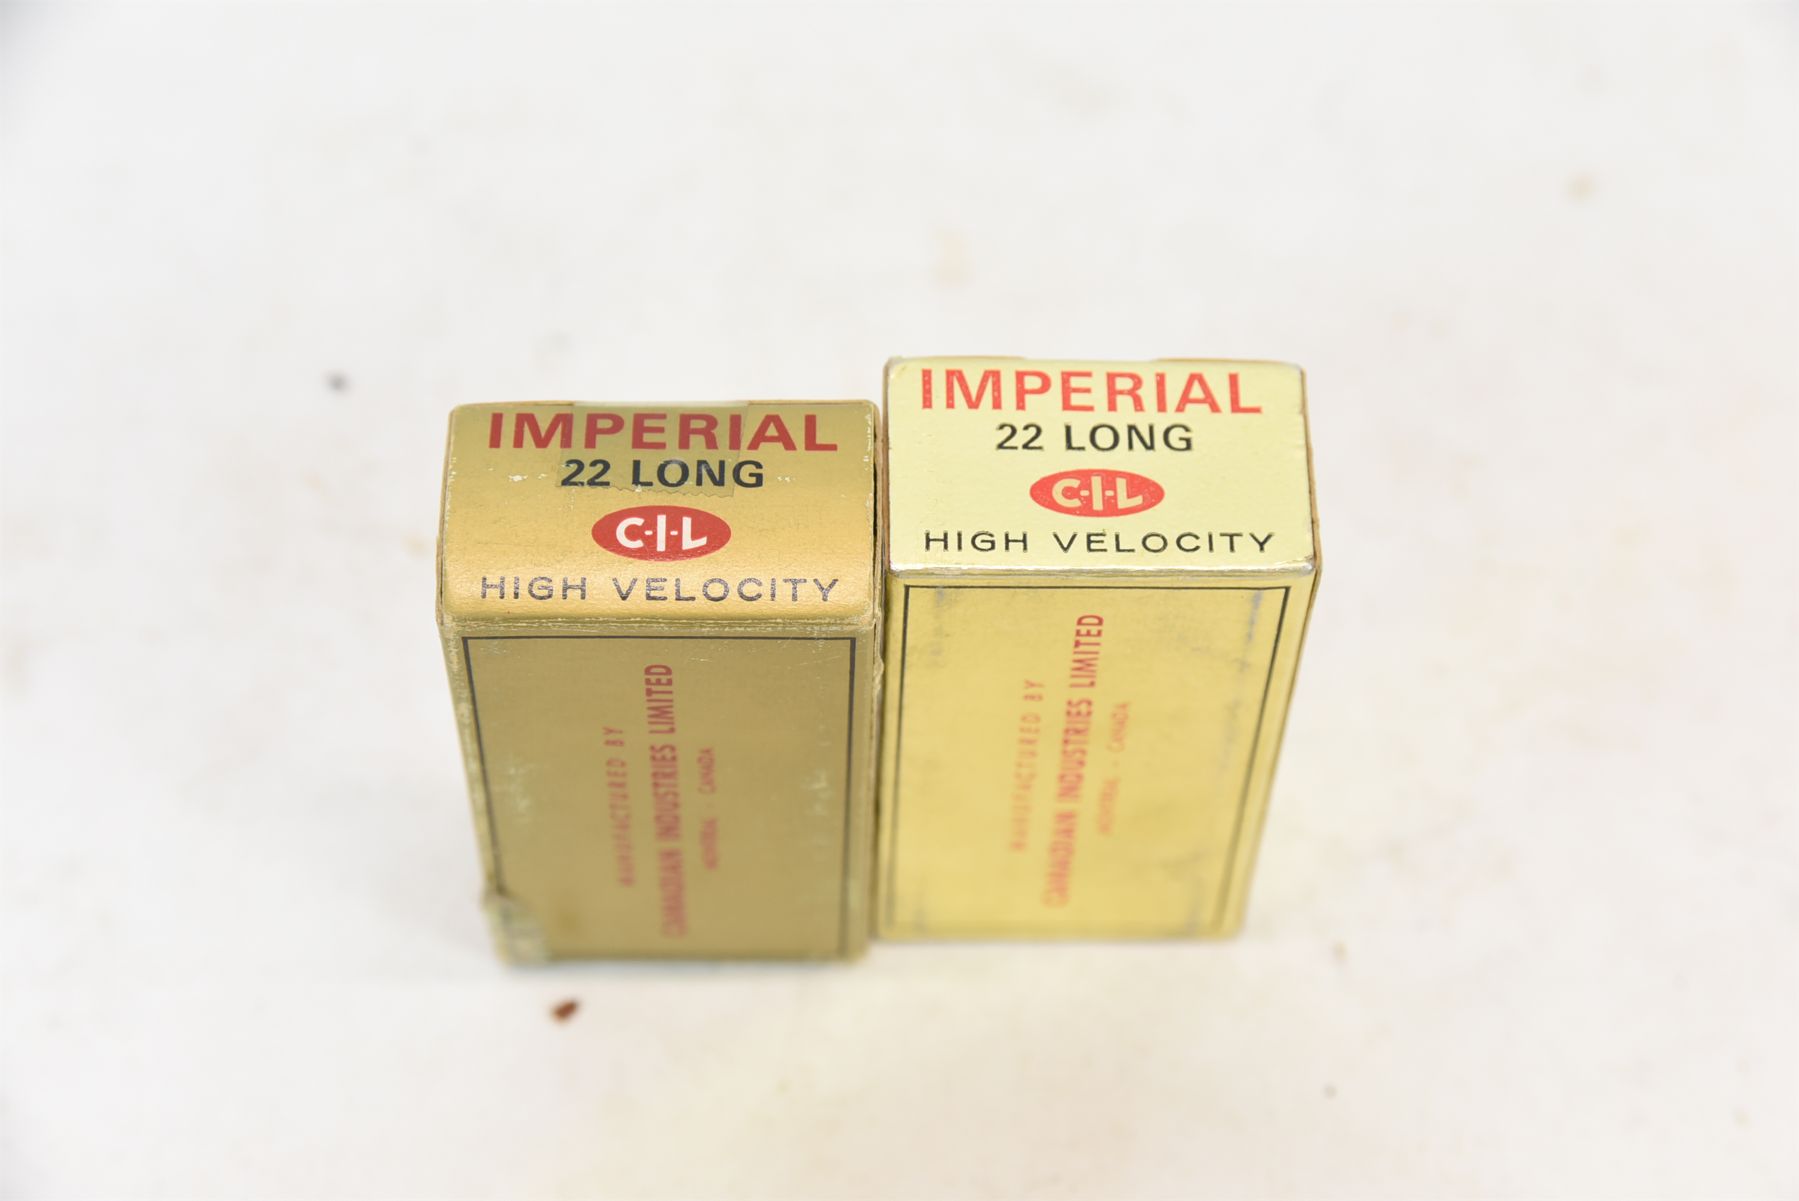 IMPERIAL
22 LONG
C-I-L
HIGH VELOCITY
MANUFACTURED BY
CANADIAN INDUSTRIES LIMITED
MONTREAL - CANADA
IMPERIAL
22 LONG
C-I-L
HIGH VELOCITY
MANUFACTURED BY
CANADIAN INDUSTRIES LIMITED
MONTREAL - CANADA